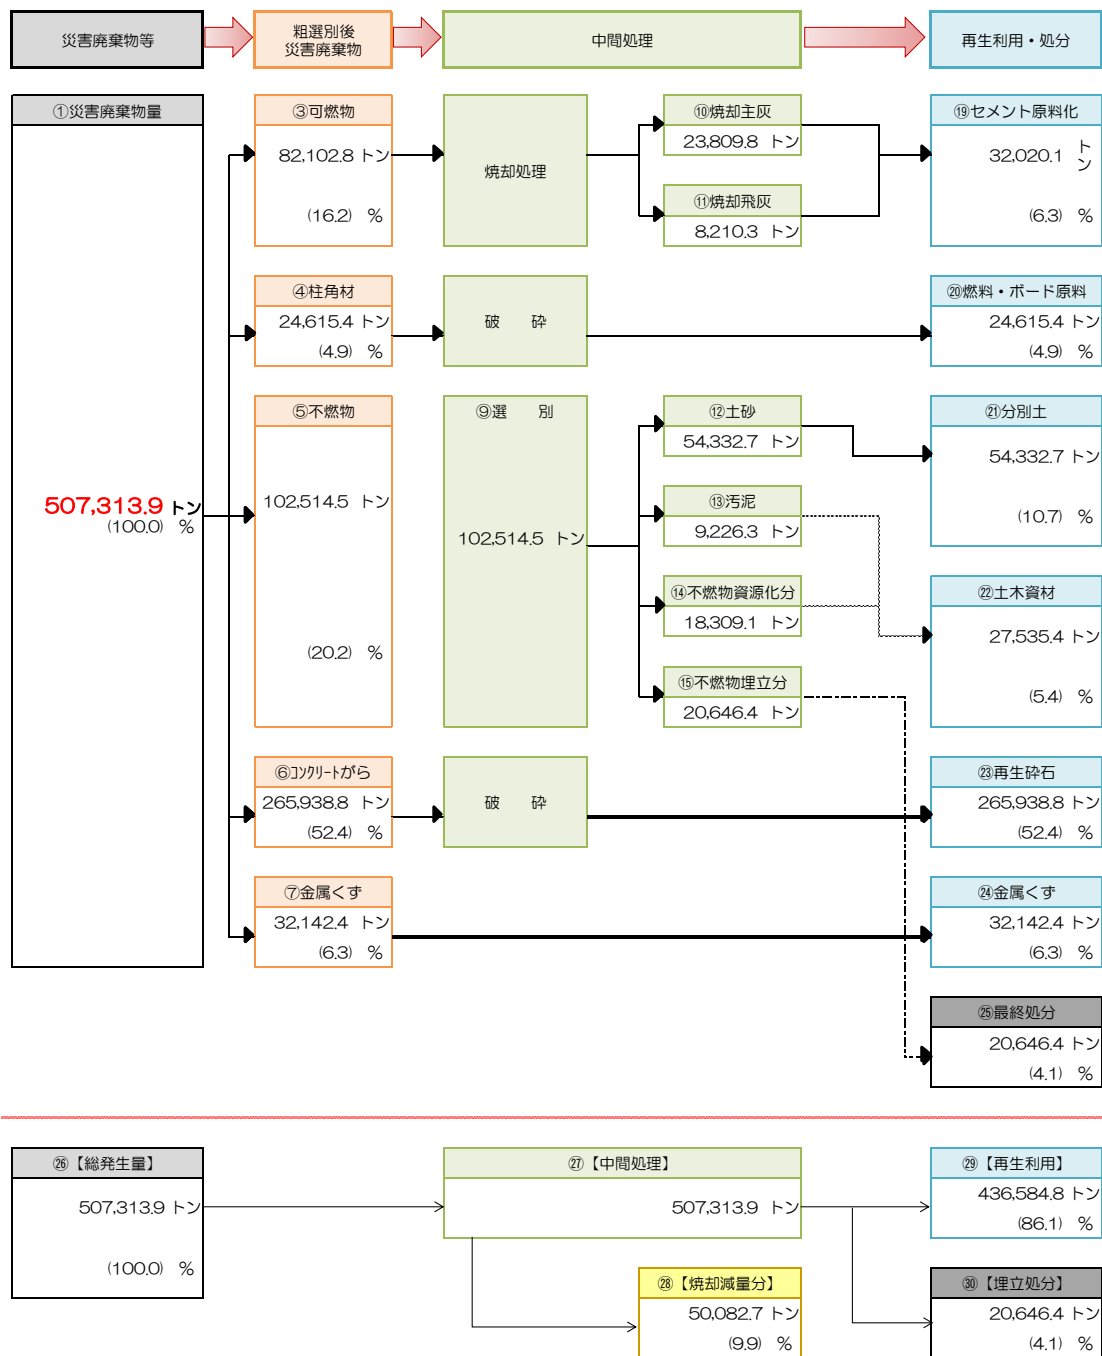 災害廃棄物等
粗選別後
災害廃棄物
中間処理
再生利用・処分
①災害廃棄物量
507,313.9 トン
(100.0) %
③可燃物
82,102.8 トン
(16.2) %
焼却処理
⑩焼却主灰
23,809.8 トン
⑪焼却飛灰
8,210.3 トン
⑲セメント原料化
32,020.1 トン
(6.3) %
④柱角材
24,615.4 トン
(4.9) %
破 砕
⑳燃料・ボード原料
24,615.4 トン
(4.9) %
⑤不燃物
102,514.5 トン
(20.2) %
⑨選 別
102,514.5 トン
⑫土砂
54,332.7 トン
⑬汚泥
9,226.3 トン
⑭不燃物資源化分
18,309.1 トン
⑮不燃物埋立分
20,646.4 トン
㉑分別土
54,332.7 トン
(10.7) %
㉒土木資材
27,535.4 トン
(5.4) %
⑥ｺﾝｸﾘｰﾄがら
265,938.8 トン
(52.4) %
破 砕
㉓再生砕石
265,938.8 トン
(52.4) %
⑦金属くず
32,142.4 トン
(6.3) %
㉔金属くず
32,142.4 トン
(6.3) %
㉕最終処分
20,646.4 トン
(4.1) %
㉖【総発生量】
507,313.9 トン
(100.0) %
㉗【中間処理】
507,313.9 トン
㉘【焼却減量分】
50,082.7 トン
(9.9) %
㉙【再生利用】
436,584.8 トン
(86.1) %
㉚【埋立処分】
20,646.4 トン
(4.1) %